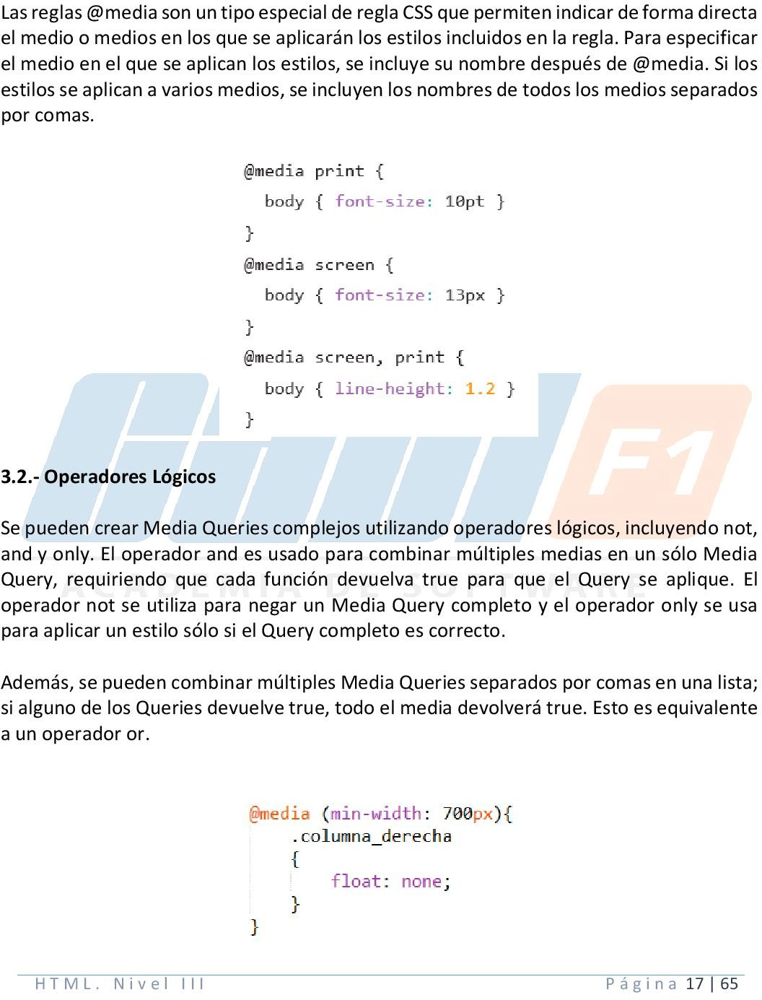 Las reglas @media son un tipo especial de regla CSS que permiten indicar de forma directa
el medio o medios en los que se aplicarán los estilos incluidos en la regla. Para especificar
el medio en el que se aplican los estilos, se incluye su nombre después de @media. Si los
estilos se aplican a varios medios, se incluyen los nombres de todos los medios separados
por comas.
@media print {
body { font-size: 10pt }
}
@media screen {
body { font-size: 13px }
}
@media screen, print {
body { line-height: 1.2 }
}
F1
3.2.- Operadores Lógicos
Se pueden crear Media Queries complejos utilizando operadores lógicos, incluyendo not,
and y only. El operador and es usado para combinar múltiples medias en un sólo Media
Query, requiriendo que cada función devuelva true para que el Query se aplique. El
ACADEMIA DE SOFTWARE
operador not se utiliza para negar un Media Query completo y el operador only se usa
para aplicar un estilo sólo si el Query completo es correcto.
Además, se pueden combinar múltiples Media Queries separados por comas en una lista;
si alguno de los Queries devuelve true, todo el media devolverá true. Esto es equivalente
a un operador or.
@media (min-width: 700px){
.columna_derecha
{
float: none;
}
}
HTML. Nivel III Página 17 | 65